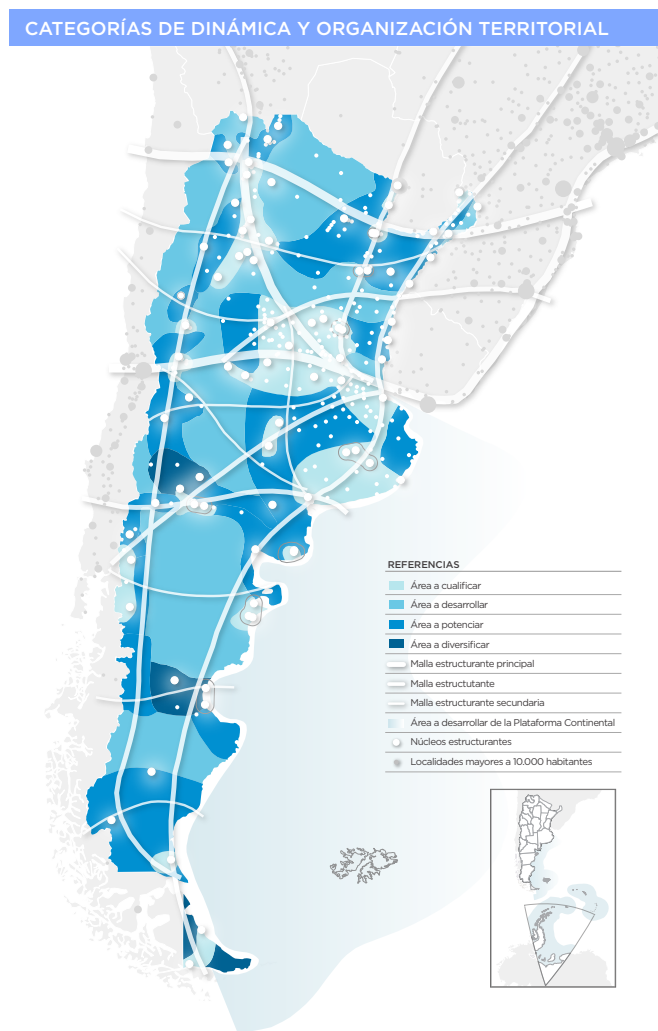 CATEGORÍAS DE DINÁMICA Y ORGANIZACIÓN TERRITORIAL
REFERENCIAS
Área a cualificar
Área a desarrollar
Área a potenciar
Área a diversificar
Malla estructurante principal
Malla estructutante
Malla estructurante secundaria
Área a desarrollar de la Plataforma Continental
Núcleos estructurantes
Localidades mayores a 10.000 habitantes